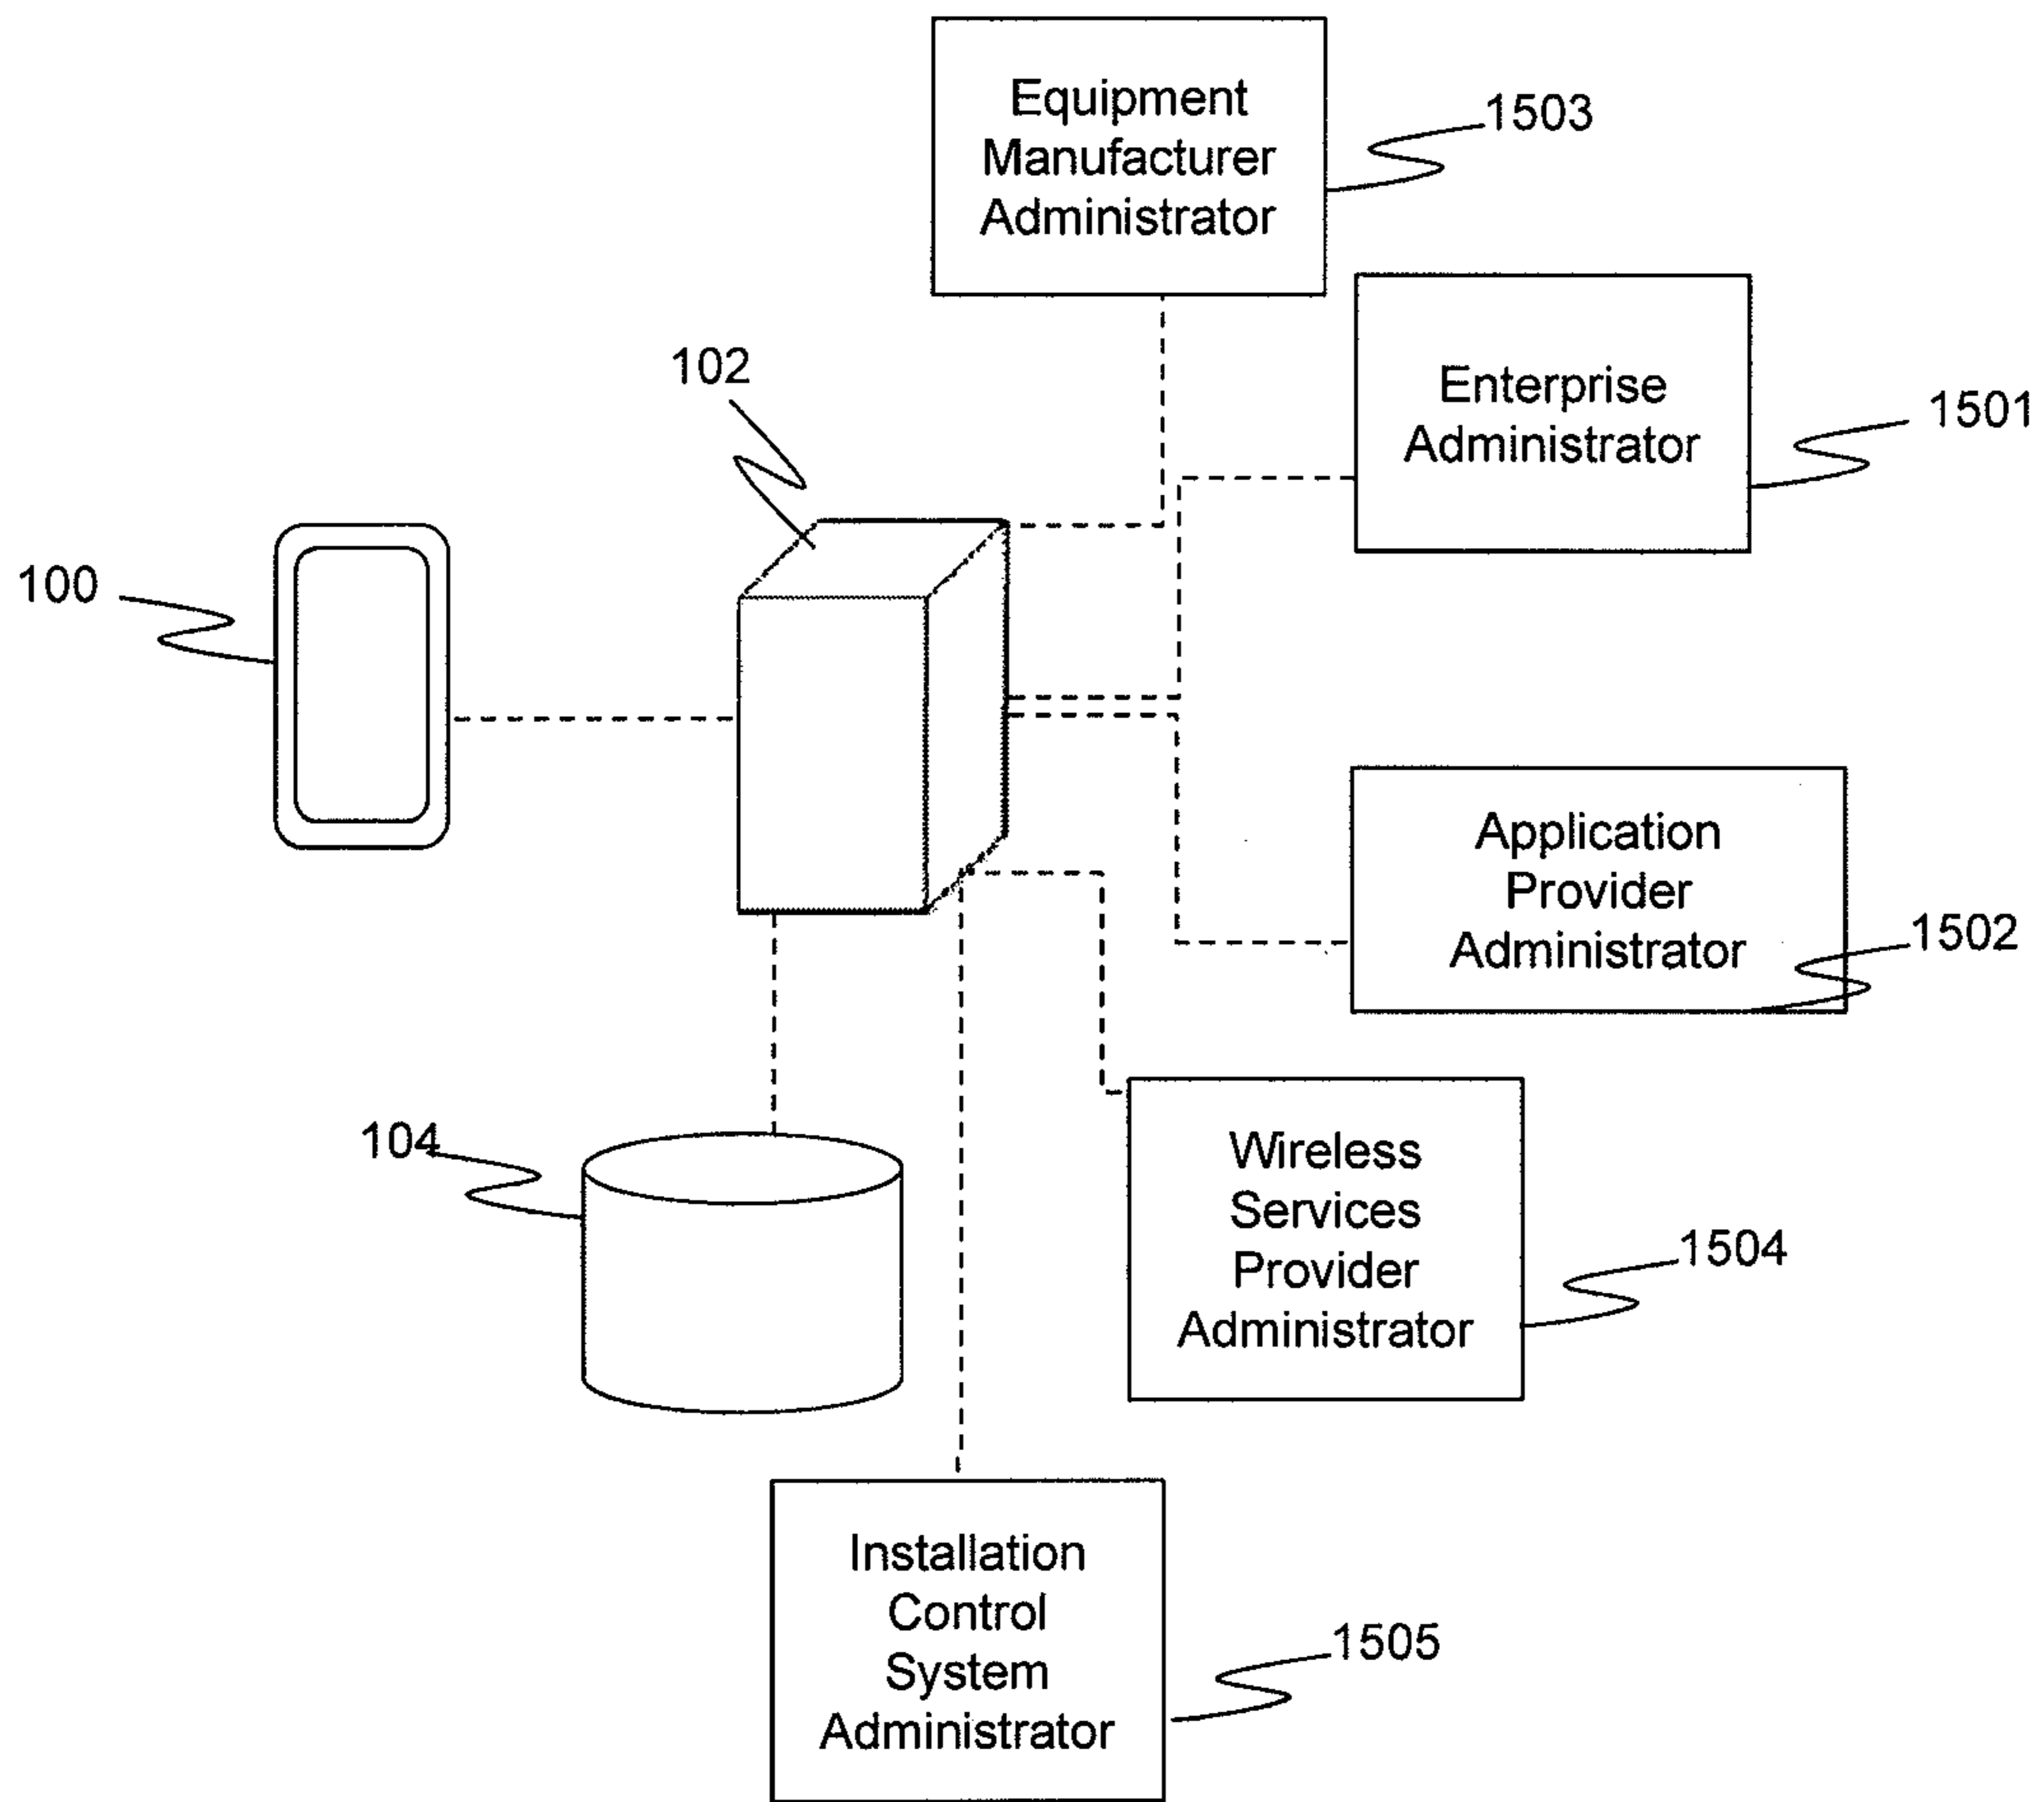 Equipment
Manufacturer
Administrator
1503
Enterprise
Administrator
1501
102
100
Application
Provider
Administrator
1502
104
Wireless
Services
Provider
Administrator
1504
Installation
Control
System
Administrator
1505